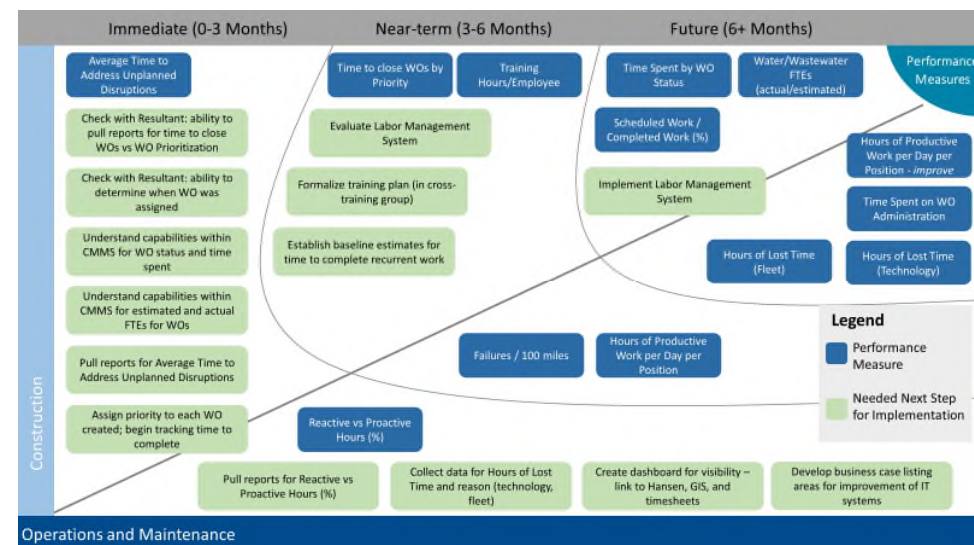 Immediate (0-3 Months)
Near-term (3-6 Months)
Future (6+ Months)
Average Time to
Address Unplanned
Disruptions
Time to close WOs by
Priority
Training
Hours/Employee
Time Spent by WO
Status
Water/Wastewater
FTEs
(actual/estimated)
Performance
Measures
Check with Resultant: ability to
pull reports for time to close
WOs vs WO Prioritization
Evaluate Labor Management
System
Scheduled Work /
Completed Work (%)
Hours of Productive
Work per Day per
Position - improve
Check with Resultant: ability to
determine when WO was
assigned
Formalize training plan (in cross-
training group)
Implement Labor Management
System
Time Spent on WO
Administration
Understand capabilities within
CMMS for WO status and time
spent
Establish baseline estimates for
time to complete recurrent work
Hours of Lost Time
(Fleet)
Hours of Lost Time
(Technology)
Understand capabilities within
CMMS for estimated and actual
FTEs for WOs
Failures / 100 miles
Hours of Productive
Work per Day per
Position
Legend
Performance
Measure
Needed Next Step
for Implementation
Pull reports for Average Time to
Address Unplanned Disruptions
Assign priority to each WO
created; begin tracking time to
complete
Reactive vs Proactive
Hours (%)
Pull reports for Reactive vs
Proactive Hours (%)
Collect data for Hours of Lost
Time and reason (technology,
fleet)
Create dashboard for visibility –
link to Hansen, GIS, and
timesheets
Develop business case listing
areas for improvement of IT
systems
Construction
Operations and Maintenance